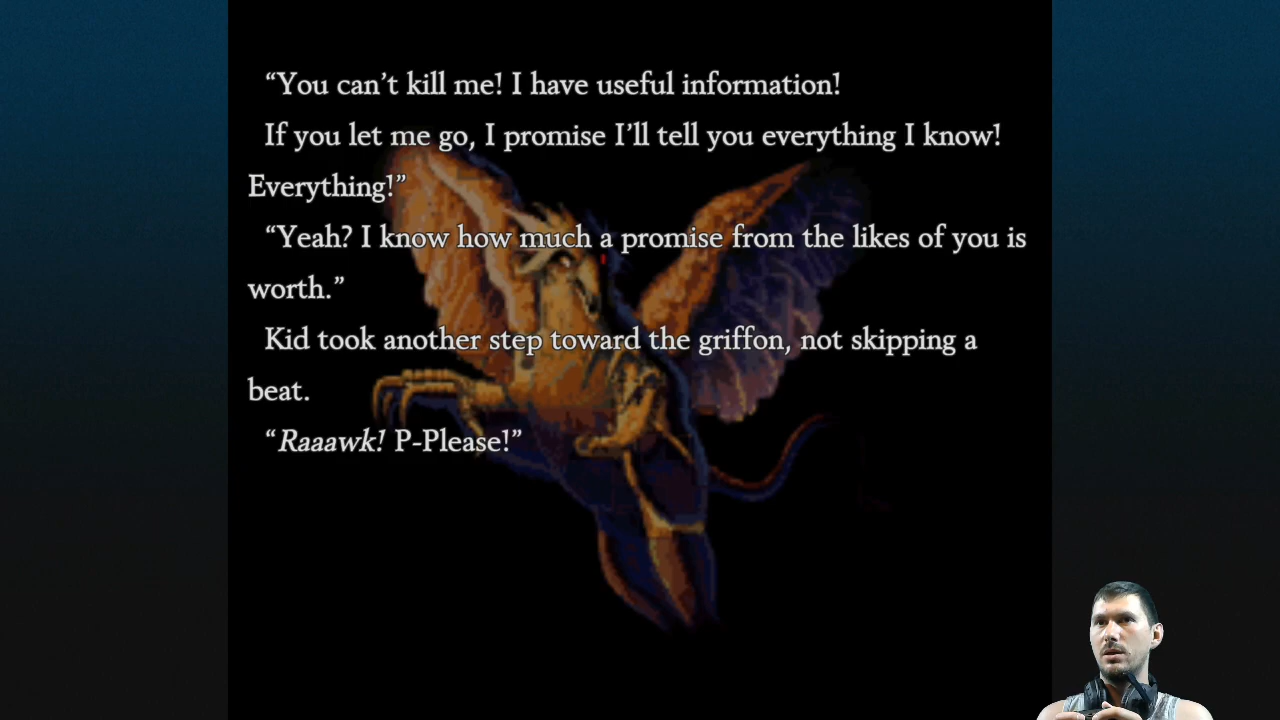 “You can’t kill me! I have useful information!
If you let me go, I promise I’ll tell you everything I know!
Everything!”
“Yeah? I know how much a promise from the likes of you is
worth.”
Kid took another step toward the griffon, not skipping a
beat.
“Raaawk! P-Please!”